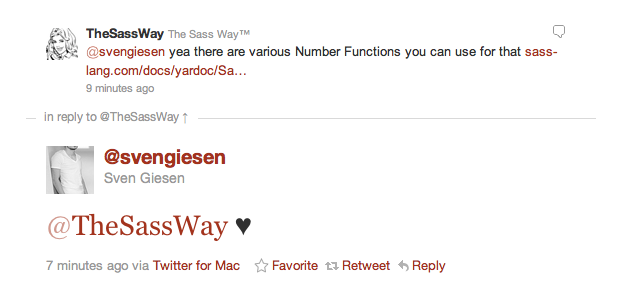 TheSassWay The Sass Way™
@svengiesen yea there are various Number Functions you can use for that sass-
lang.com/docs/yardoc/Sa…
9 minutes ago
in reply to @TheSassWay ↑
@svengiesen
Sven Giesen
@TheSassWay ♥
7 minutes ago via Twitter for Mac Favorite Retweet Reply